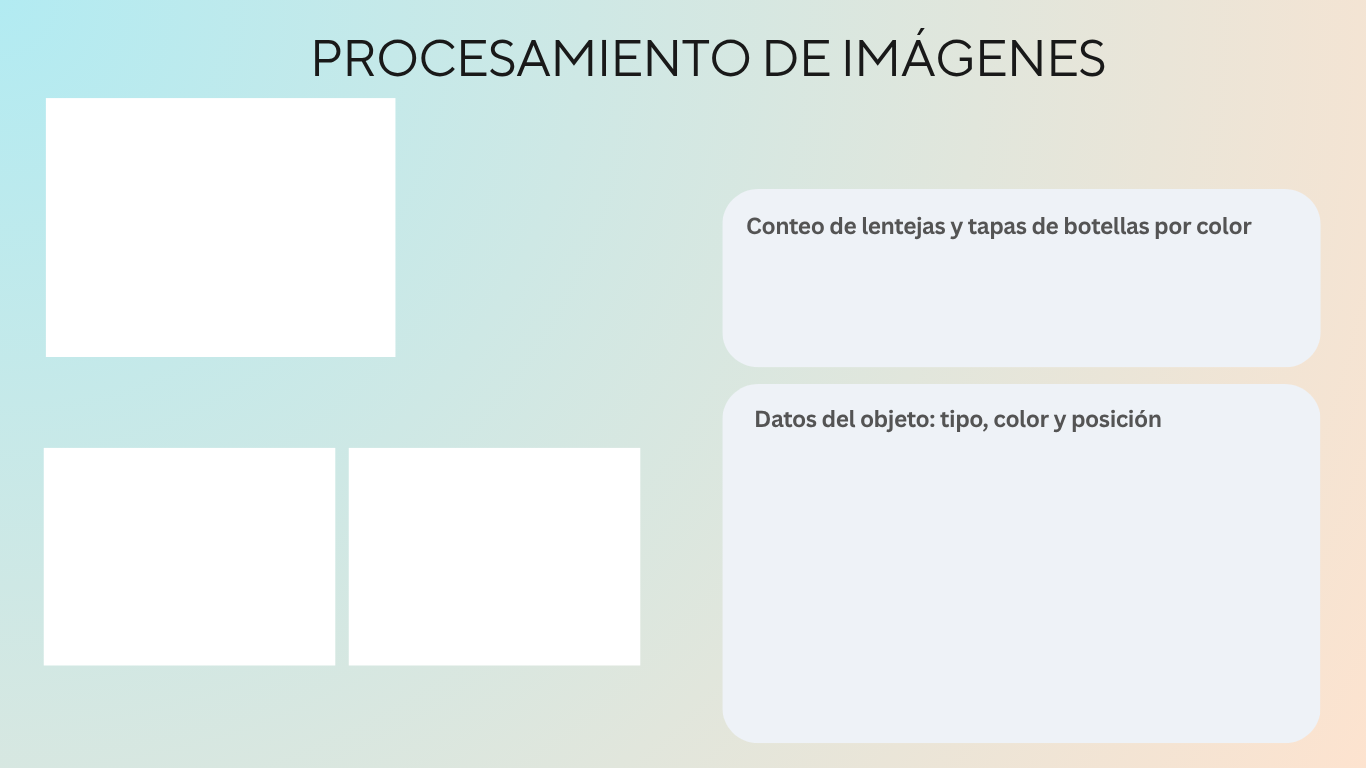 PROCESAMIENTO DE IMÁGENES
Conteo de lentejas y tapas de botellas por color
Datos del objeto: tipo, color y posición